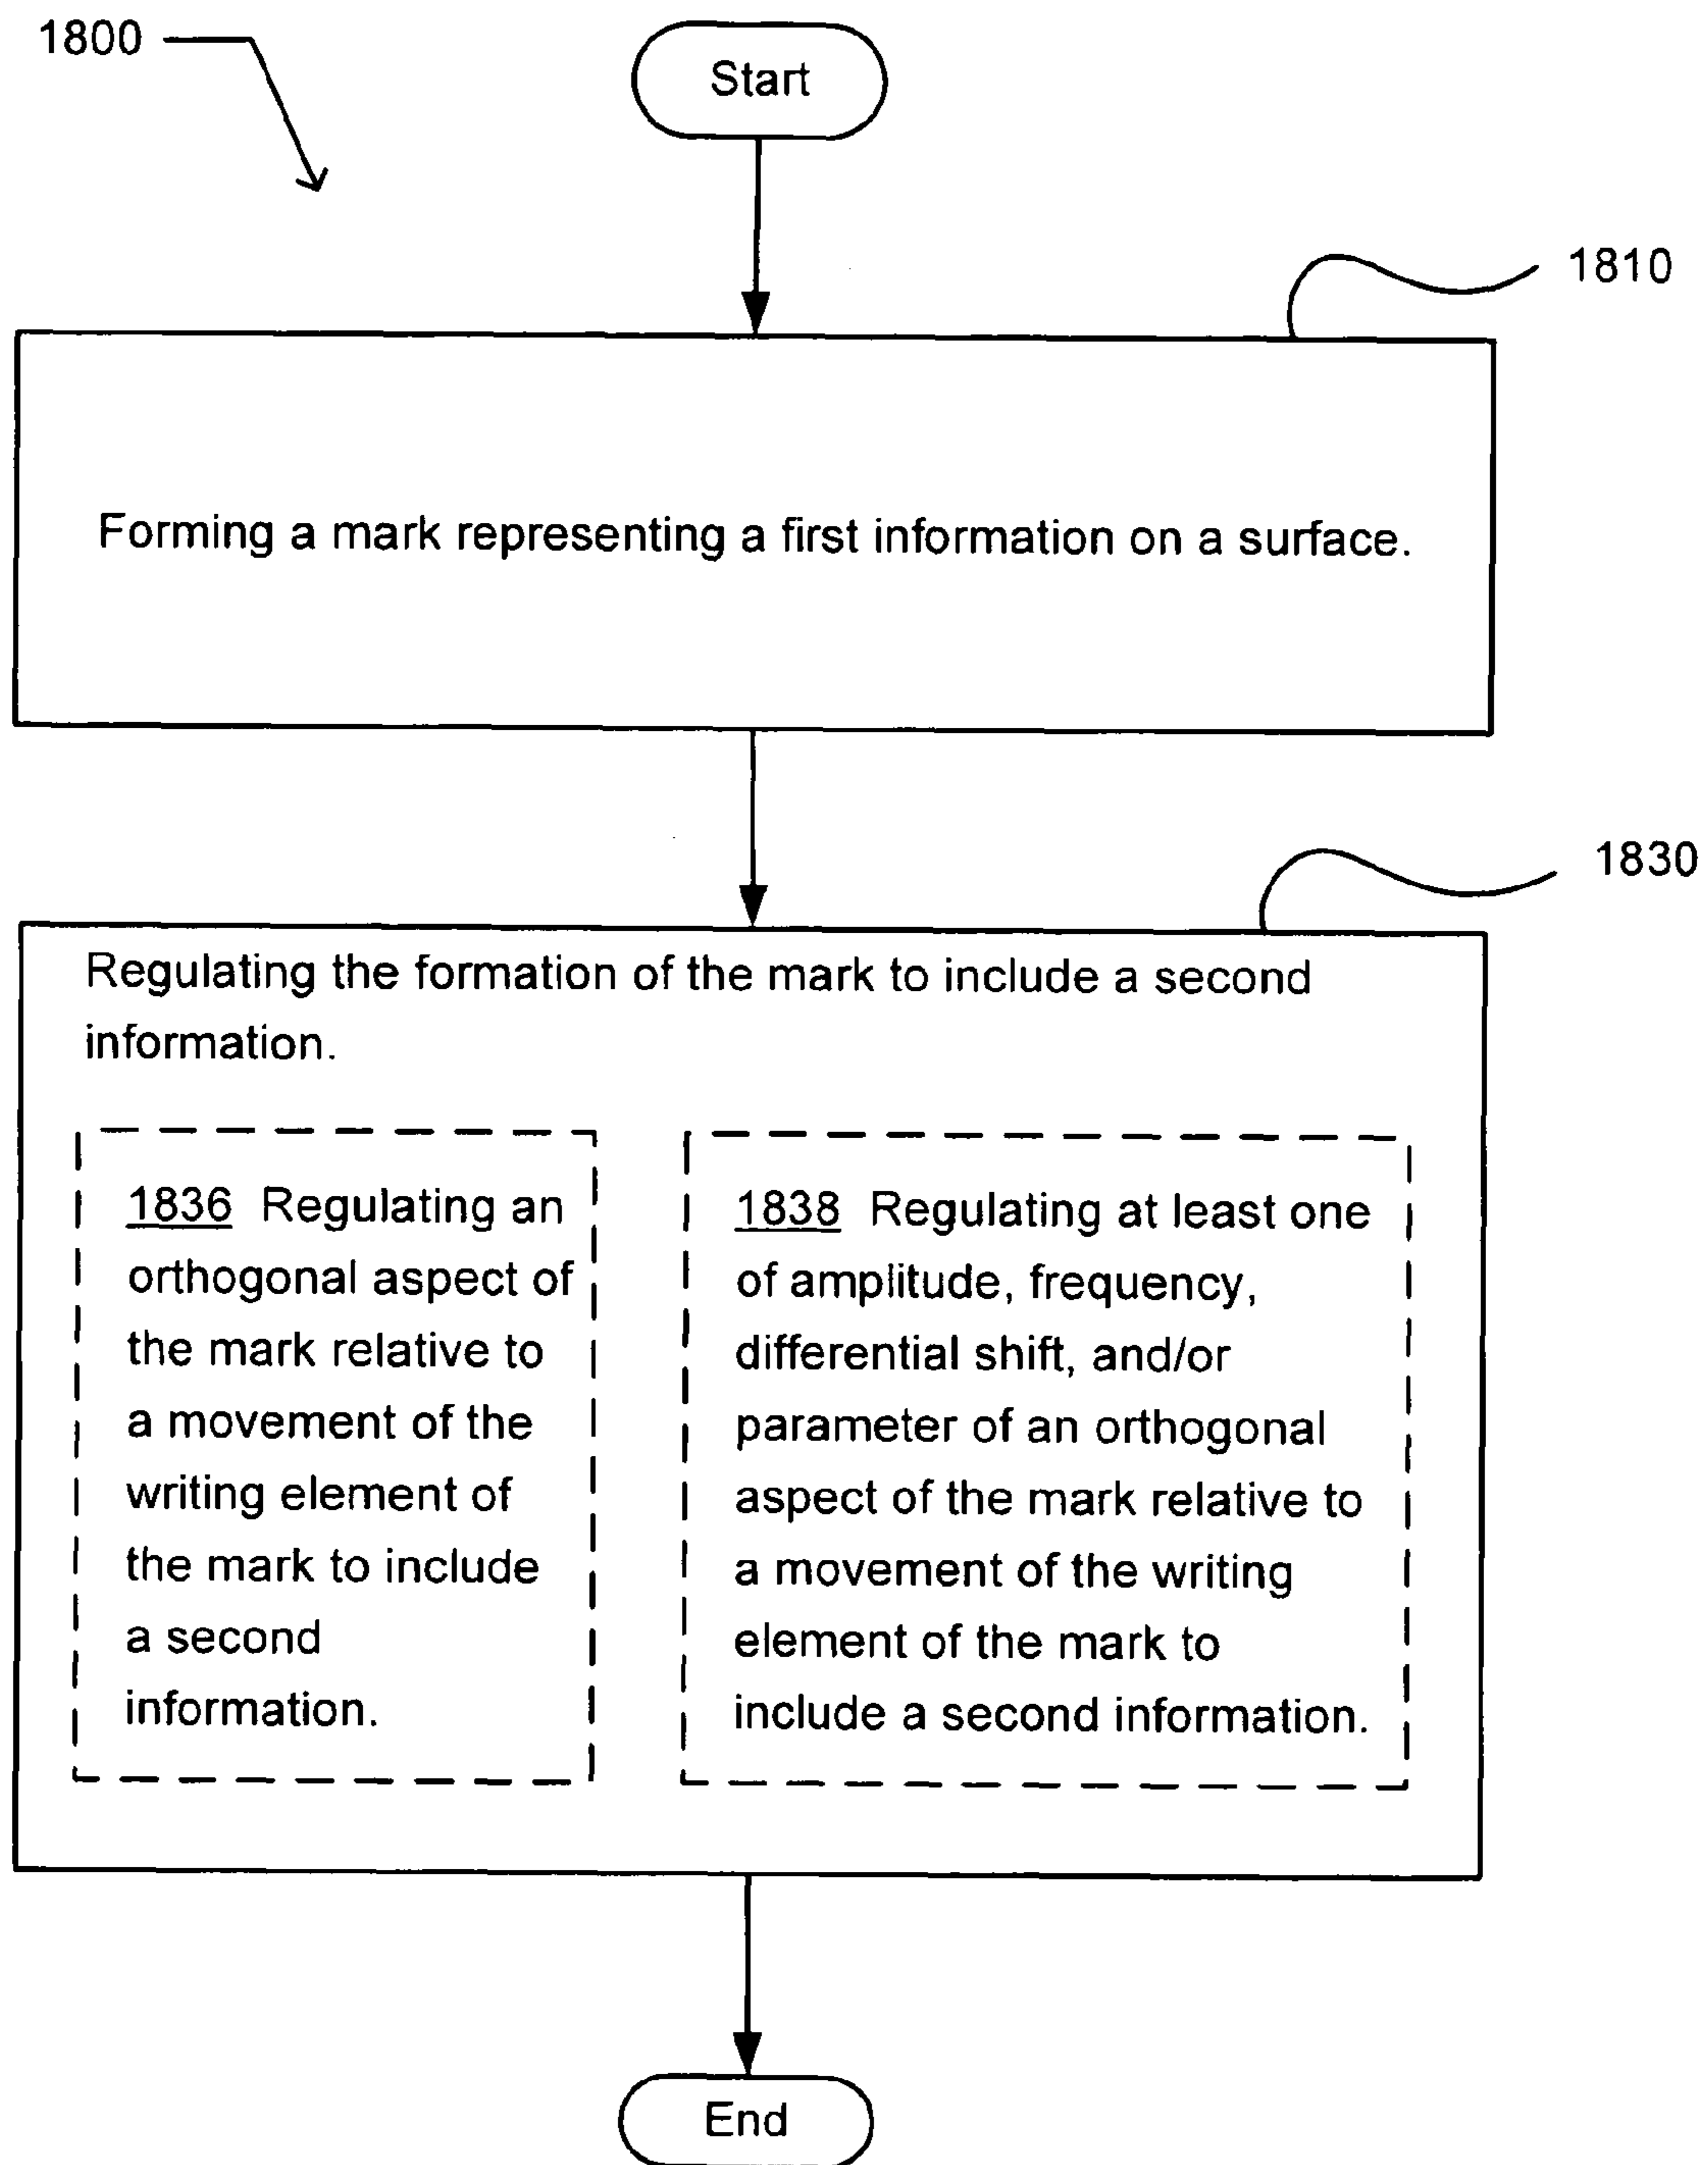 1800
Start
1810
Forming a mark representing a first information on a surface.
1830
Regulating the formation of the mark to include a second
information.
1836 Regulating an
orthogonal aspect of
the mark relative to
a movement of the
writing element of
the mark to include
a second
information.
1838 Regulating at least one
of amplitude, frequency,
differential shift, and/or
parameter of an orthogonal
aspect of the mark relative to
a movement of the writing
element of the mark to
include a second information.
End